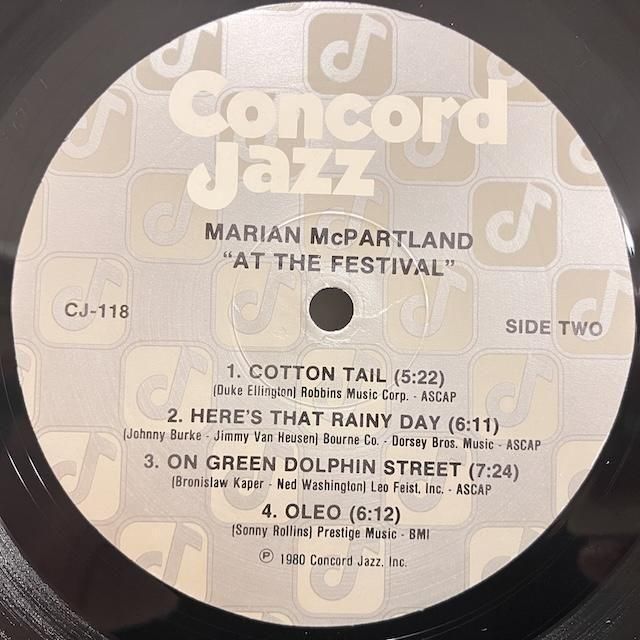 Concord
Jazz
MARIAN McPARTLAND
"AT THE FESTIVAL"
CJ-118
SIDE TWO
1. COTTON TAIL (5:22)
(Duke Ellington) Robbins Music Corp. - ASCAP
2. HERE'S THAT RAINY DAY (6:11)
(Johnny Burke - Jimmy Van Heusen) Bourne Co. - Dorsey Bros. Music - ASCAP
3. ON GREEN DOLPHIN STREET (7:24)
(Bronislaw Kaper - Ned Washington) Leo Feist, Inc. - ASCAP
4. OLEO (6:12)
(Sonny Rollins) Prestige Music - BMI
℗ 1980 Concord Jazz, Inc.